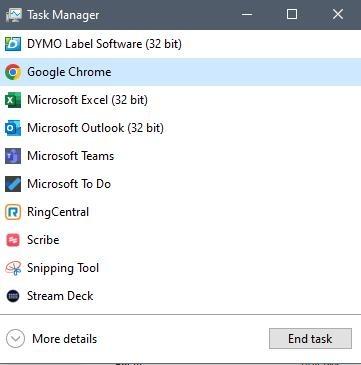 Task Manager
DYMO Label Software (32 bit)
Google Chrome
Microsoft Excel (32 bit)
Microsoft Outlook (32 bit)
Microsoft Teams
Microsoft To Do
RingCentral
Scribe
Snipping Tool
Stream Deck
More details
End task